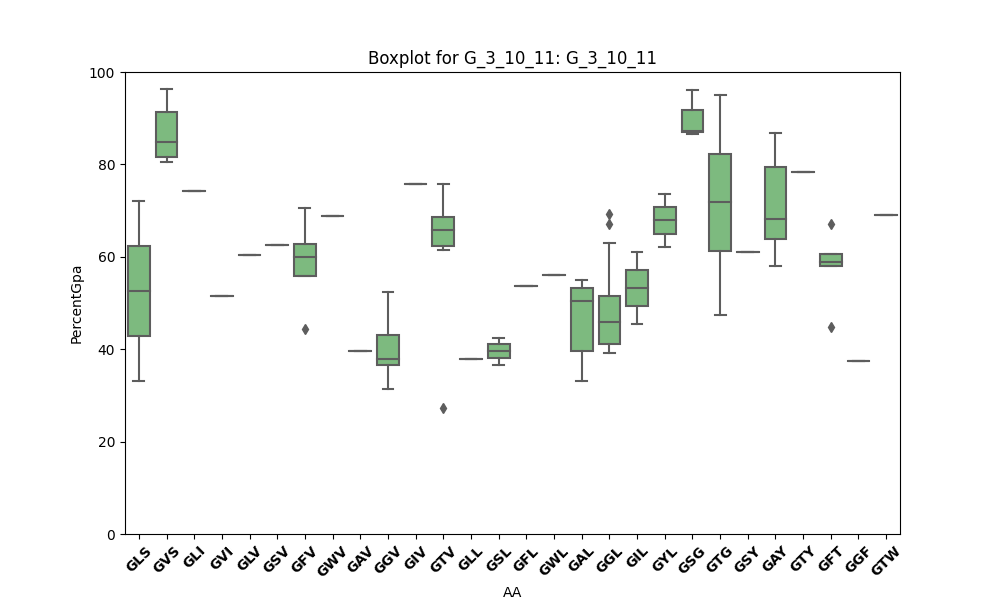 Boxplot for G_3_10_11: G_3_10_11
PercentGpa
100
80
60
40
20
0
GLS GVS GLI GVI GLV GSV GFV GWV GAV GGV GIV GTV GLL GSL GFL GWL GAL GGL GIL GYL GSG GTG GSY GAY GTY GFT GGF GTW
AA